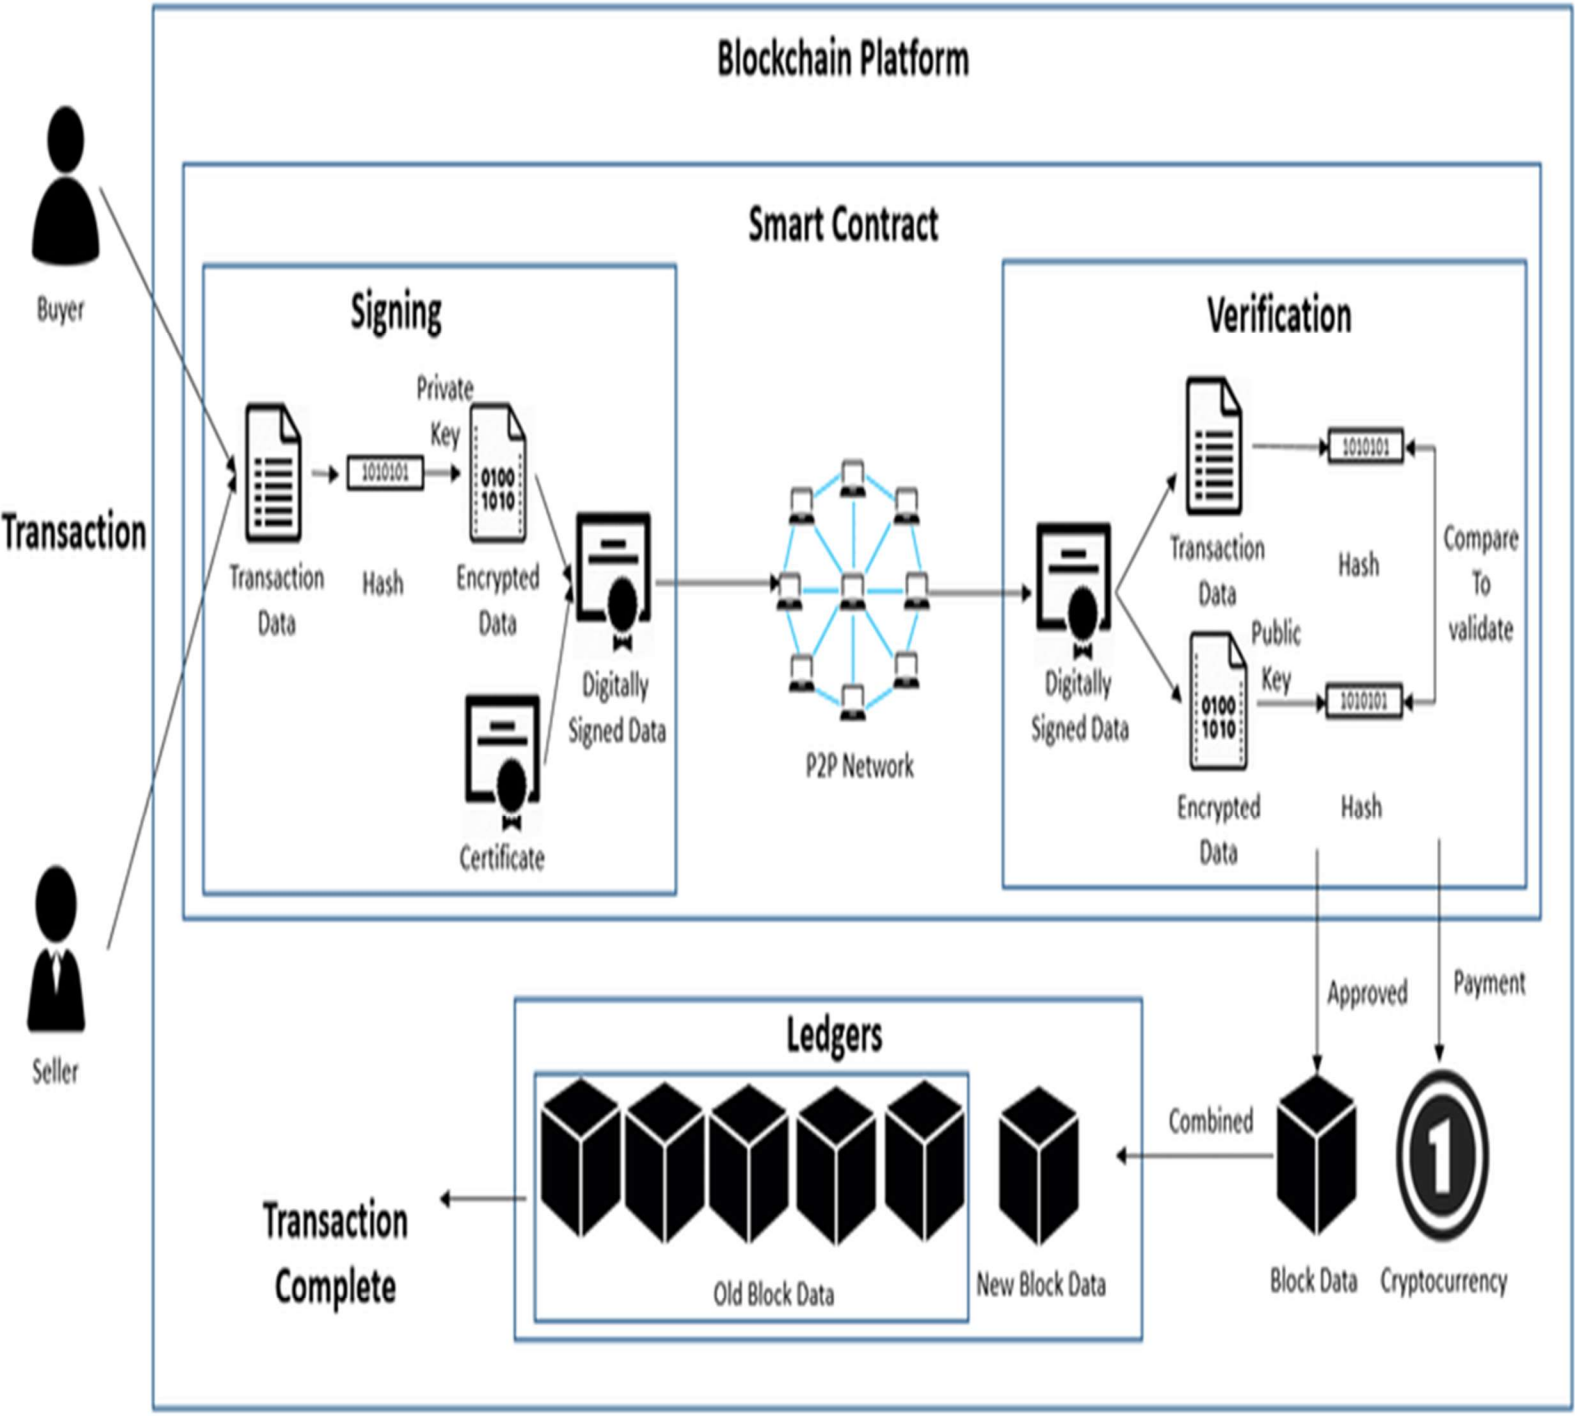 Blockchain Platform
Smart Contract
Buyer
Transaction
Seller
Signing
Private
Key
1010101
0100
1010
Transaction
Data
Hash
Encrypted
Data
Digitally
Signed Data
Certificate
P2P Network
Verification
Digitally
Signed Data
Transaction
Data
1010101
Hash
Public
Key
0100
1010
Encrypted
Data
1010101
Hash
Compare
To
validate
Approved
Payment
Ledgers
Old Block Data
New Block Data
Combined
Block Data
1
Cryptocurrency
Transaction
Complete